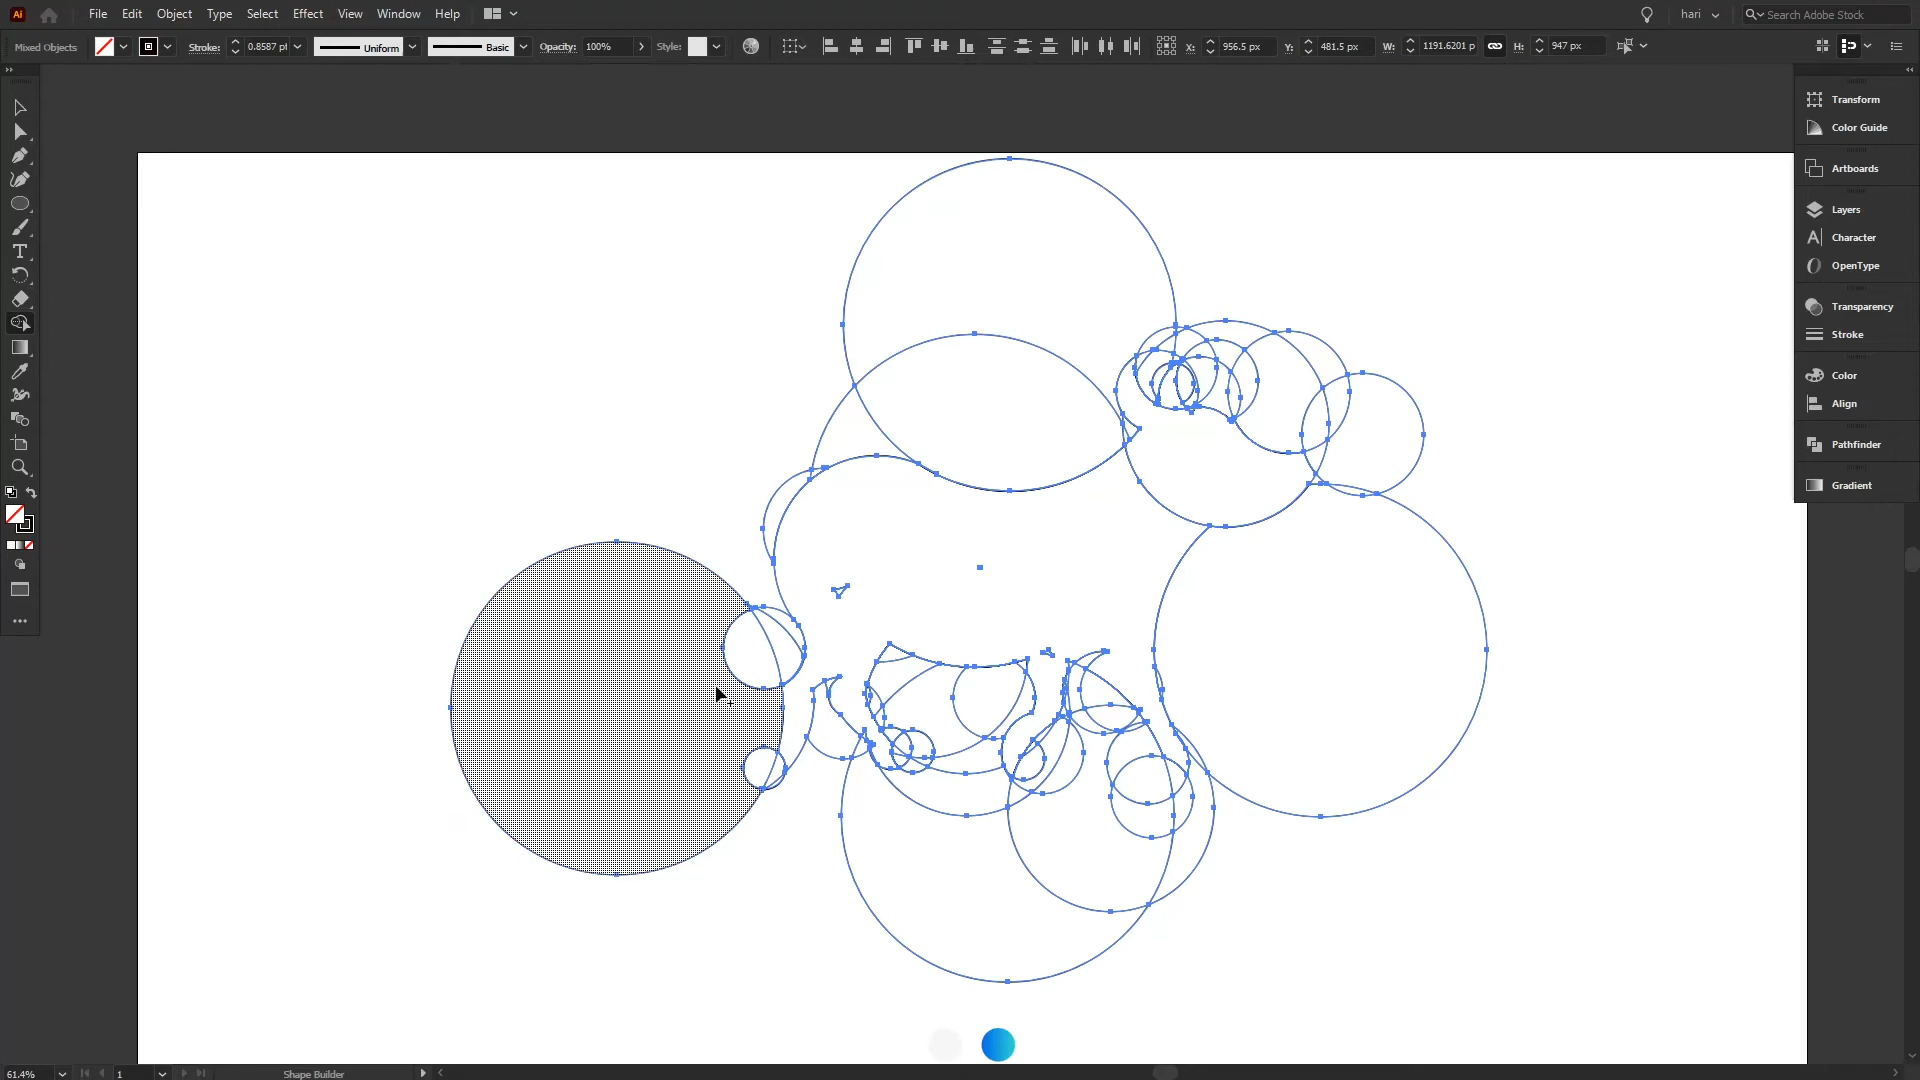 Ai File Edit Object Type Select Effect View Window Help hari Search Adobe Stock
Mixed Objects Stroke: 0.8587 pt Uniform Basic Opacity: 100% Style: X: 956.5 px Y: 481.5 px W: 1191.6201 p H: 947 px
Transform
Color Guide
Artboards
Layers
Character
OpenType
Transparency
Stroke
Color
Align
Pathfinder
Gradient
61.4% 1 Shape Builder